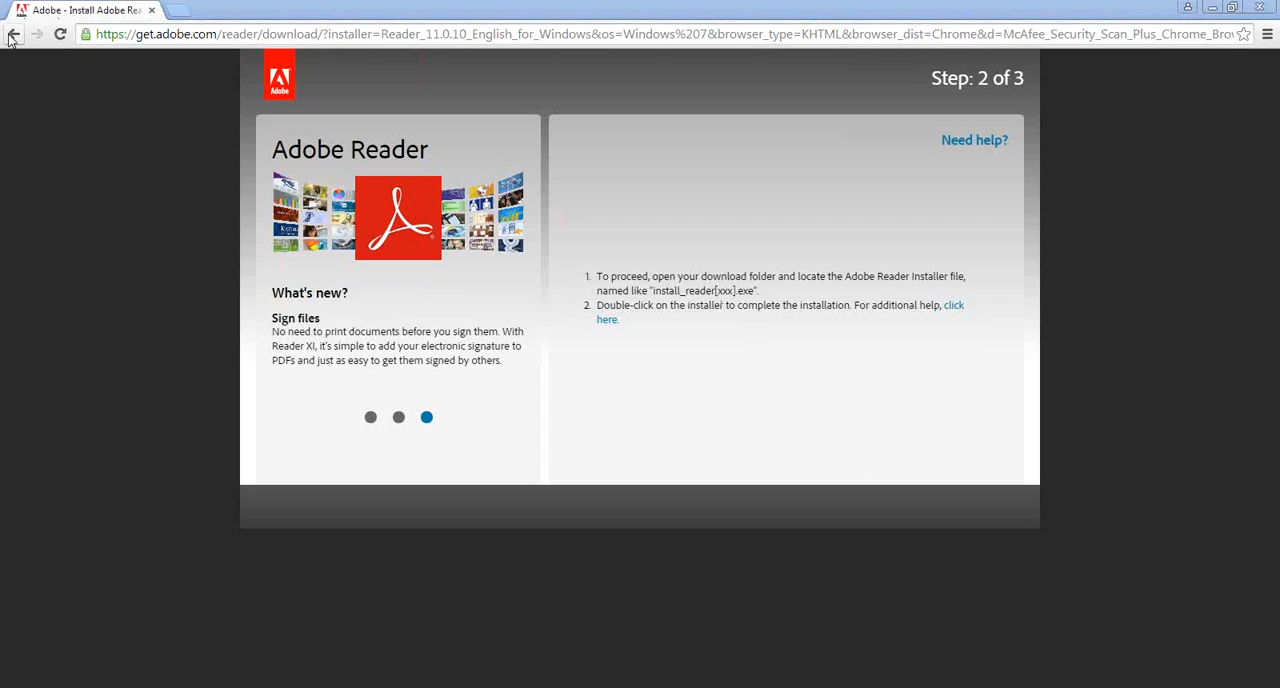 Adobe - Install Adobe Rea
https://get.adobe.com/reader/download/?installer=Reader_11.0.10_English_for_Windows&os=Windows%207&browser_type=KHTML&browser_dist=Chrome&d=McAfee_Security_Scan_Plus_Chrome_Brow
Adobe
Step: 2 of 3
Adobe Reader
What's new?
Sign files
No need to print documents before you sign them. With
Reader XI, it's simple to add your electronic signature to
PDFs and just as easy to get them signed by others.
Need help?
1. To proceed, open your download folder and locate the Adobe Reader Installer file,
named like "install_reader[xxx].exe".
2. Double-click on the installer to complete the installation. For additional help, click
here.